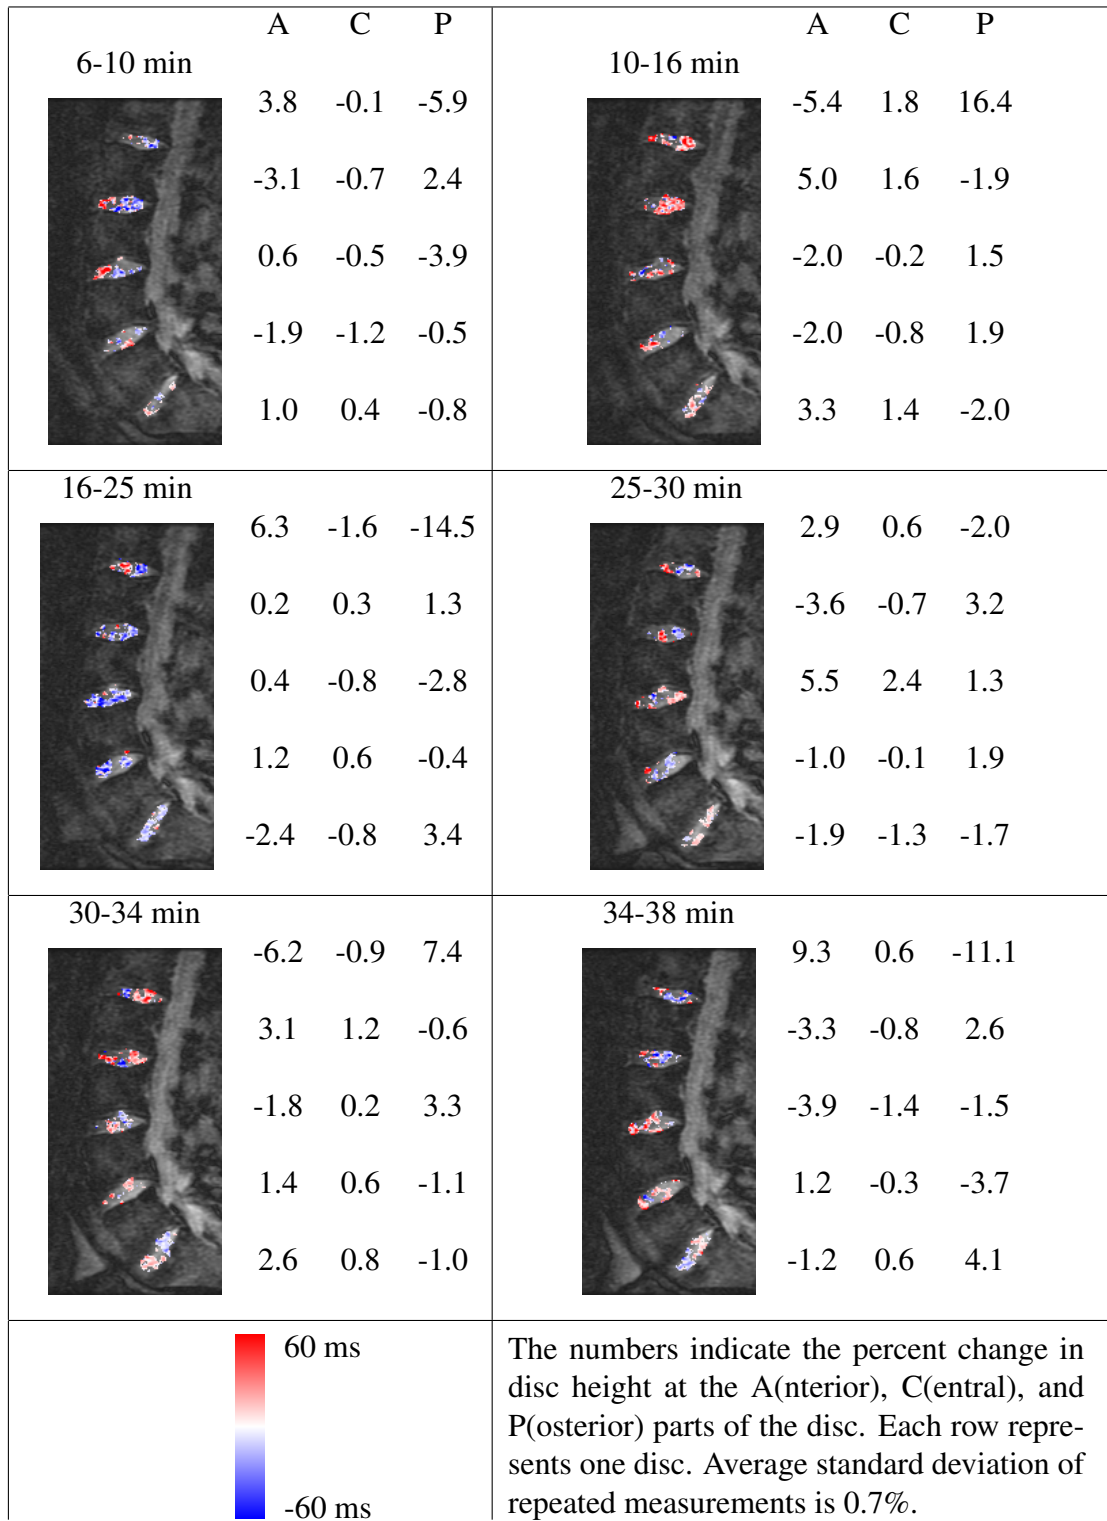 A C P
6-10 min
3.8 -0.1 -5.9
-3.1 -0.7 2.4
0.6 -0.5 -3.9
-1.9 -1.2 -0.5
1.0 0.4 -0.8
A C P
10-16 min
-5.4 1.8 16.4
5.0 1.6 -1.9
-2.0 -0.2 1.5
-2.0 -0.8 1.9
3.3 1.4 -2.0
16-25 min
6.3 -1.6 -14.5
0.2 0.3 1.3
0.4 -0.8 -2.8
1.2 0.6 -0.4
-2.4 -0.8 3.4
25-30 min
2.9 0.6 -2.0
-3.6 -0.7 3.2
5.5 2.4 1.3
-1.0 -0.1 1.9
-1.9 -1.3 -1.7
30-34 min
-6.2 -0.9 7.4
3.1 1.2 -0.6
-1.8 0.2 3.3
1.4 0.6 -1.1
2.6 0.8 -1.0
34-38 min
9.3 0.6 -11.1
-3.3 -0.8 2.6
-3.9 -1.4 -1.5
1.2 -0.3 -3.7
-1.2 0.6 4.1
60 ms
-60 ms
The numbers indicate the percent change in
disc height at the A(nterior), C(entral), and
P(osterior) parts of the disc. Each row repre-
sents one disc. Average standard deviation of
repeated measurements is 0.7%.